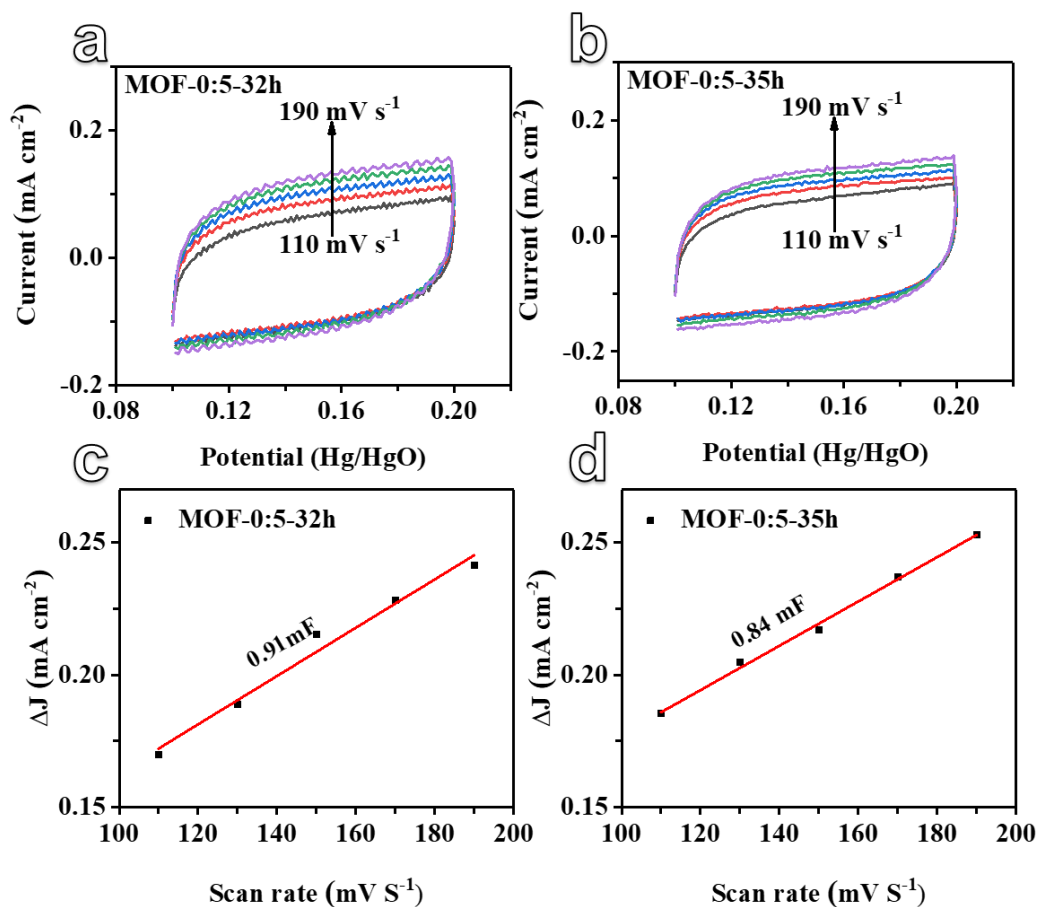 a
MOF-0:5-32h
190 mV s⁻¹
110 mV s⁻¹
0.2
0.0
-0.2
0.08 0.12 0.16 0.20
Current (mA cm⁻²)
Potential (Hg/HgO)
b
MOF-0:5-35h
190 mV s⁻¹
110 mV s⁻¹
0.2
0.0
-0.2
0.08 0.12 0.16 0.20
Current (mA cm⁻²)
Potential (Hg/HgO)
c
MOF-0:5-32h
0.91mF
0.25
0.20
0.15
100 120 140 160 180 200
ΔJ (mA cm⁻²)
Scan rate (mV S⁻¹)
d
MOF-0:5-35h
0.84 mF
0.25
0.20
0.15
100 120 140 160 180 200
ΔJ (mA cm⁻²)
Scan rate (mV S⁻¹)